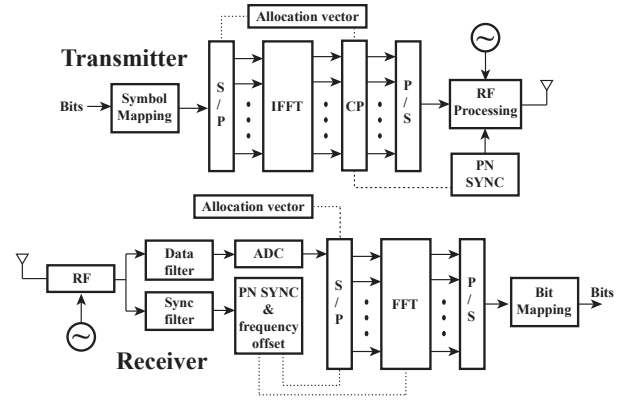 Allocation vector
Transmitter
Bits
Symbol
Mapping
S
/
P
IFFT
CP
P
/
S
RF
Processing
PN
SYNC
Allocation vector
RF
Data
filter
ADC
Sync
filter
PN SYNC
&
frequency
offset
S
/
P
FFT
P
/
S
Bit
Mapping
Bits
Receiver